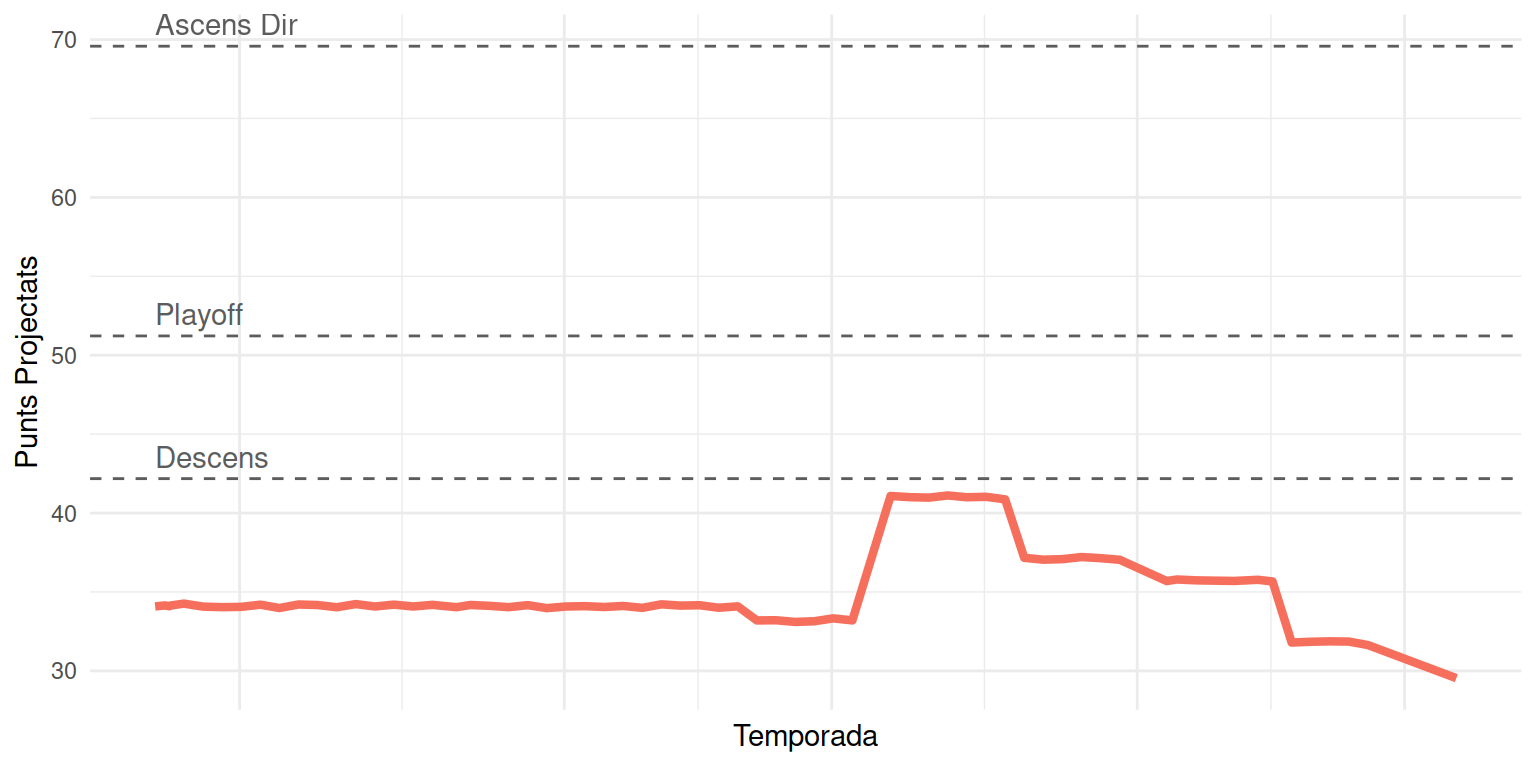 Ascens Dir
70
60
Playoff
50
Descens
40
30
Punts Projectats
Temporada